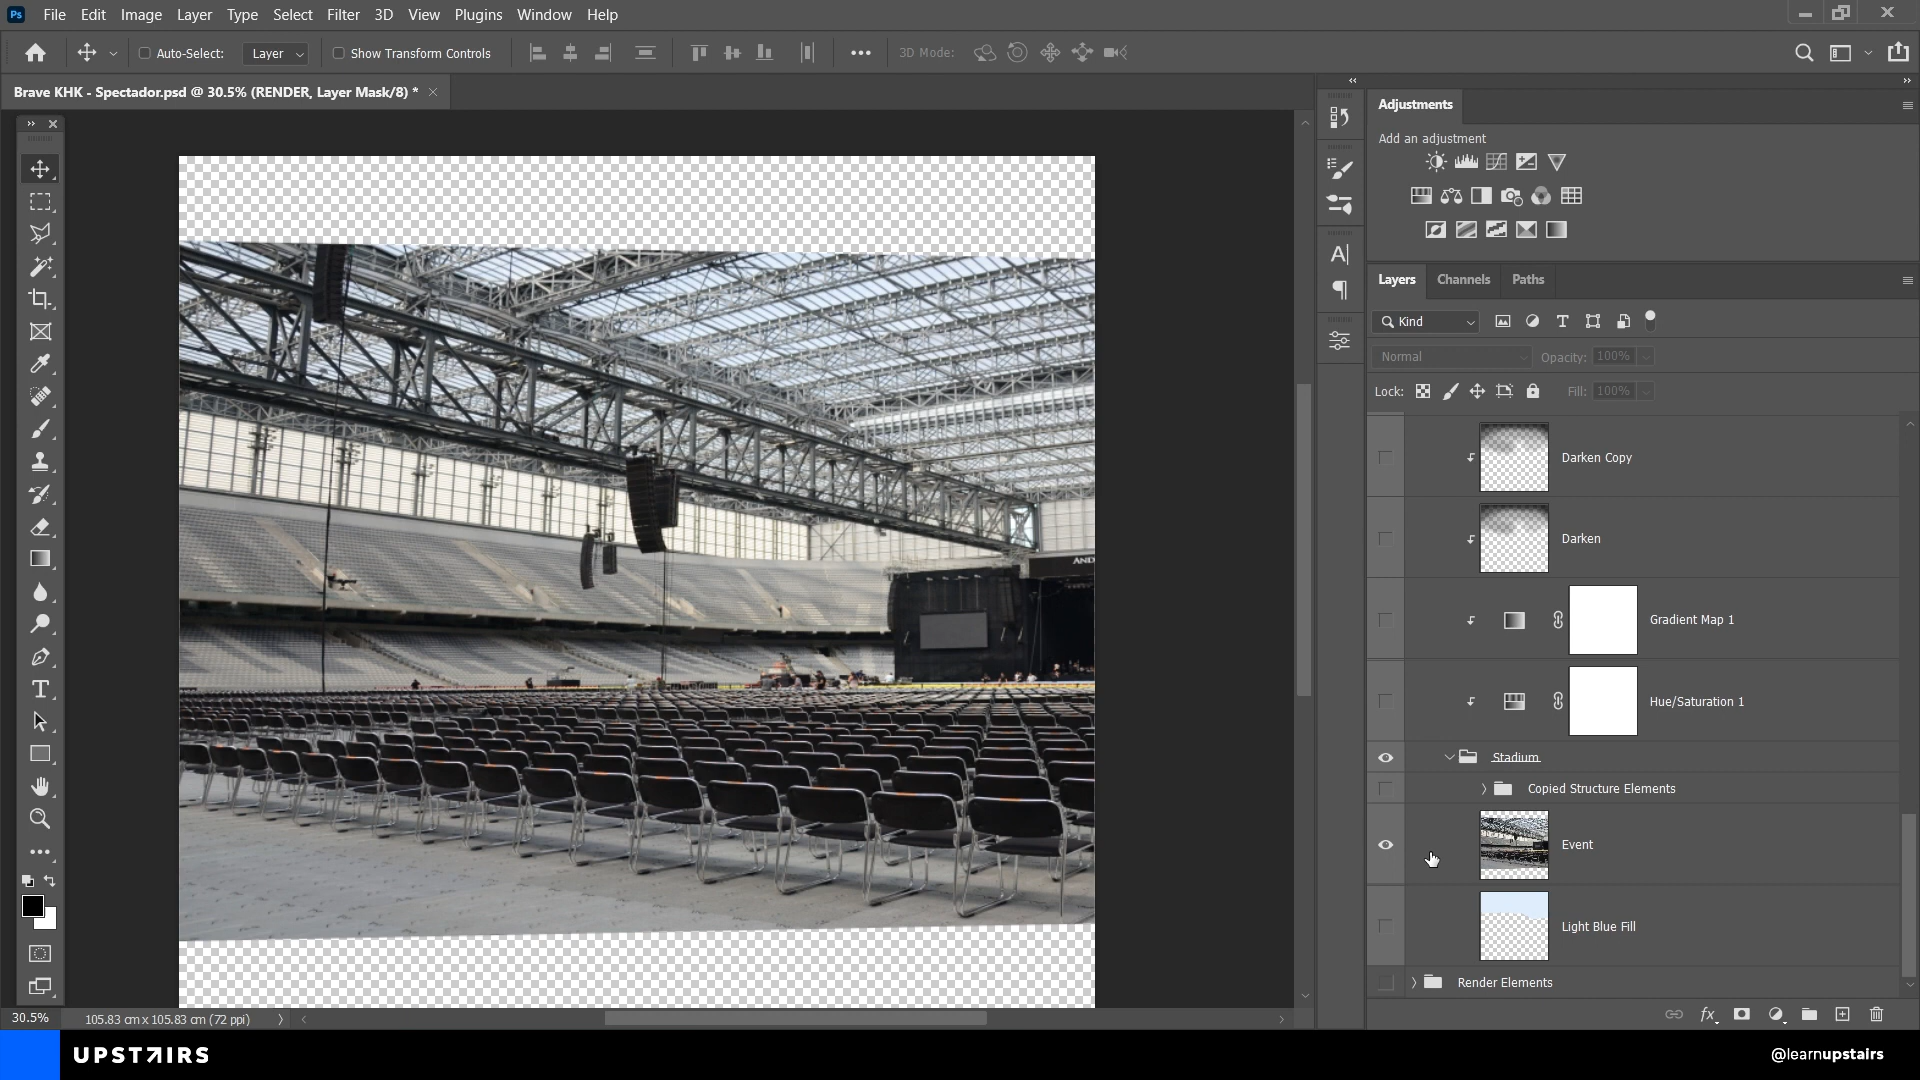 Ps File Edit Image Layer Type Select Filter 3D View Plugins Window Help
Auto-Select: Layer Show Transform Controls 3D Mode:
Brave KHK - Spectador.psd @ 30.5% (RENDER, Layer Mask/8) *
Adjustments
Add an adjustment
Layers Channels Paths
Kind
Normal Opacity: 100%
Lock: Fill: 100%
Darken Copy
Darken
AND
Gradient Map 1
Hue/Saturation 1
Stadium
Copied Structure Elements
Event
Light Blue Fill
Render Elements
30.5% 105.83 cm x 105.83 cm (72 ppi)
fx
UPSTAIRS
@learnupstairs